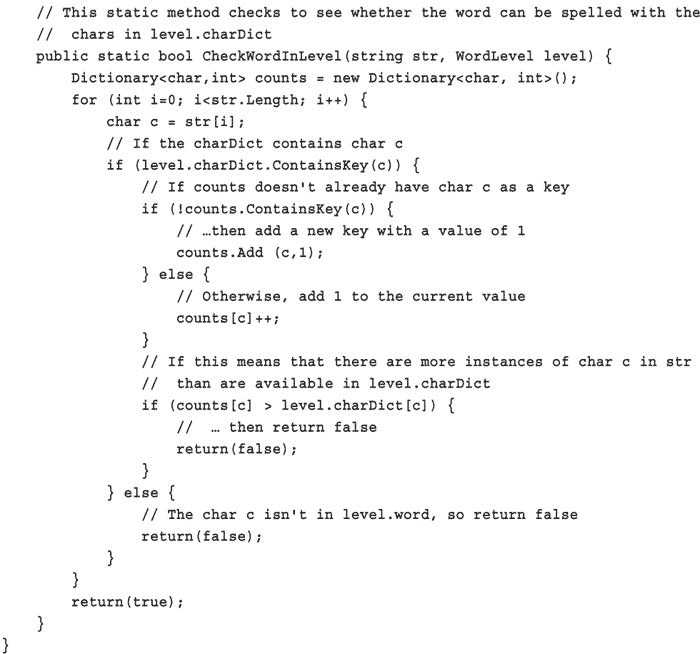 // This static method checks to see whether the word can be spelled with the
    //  chars in level.charDict
    public static bool CheckWordInLevel(string str, WordLevel level) {
        Dictionary<char,int> counts = new Dictionary<char, int>();
        for (int i=0; i<str.Length; i++) {
            char c = str[i];
            // If the charDict contains char c
            if (level.charDict.ContainsKey(c)) {
                // If counts doesn't already have char c as a key
                if (!counts.ContainsKey(c)) {
                    // …then add a new key with a value of 1
                    counts.Add (c,1);
                } else {
                    // Otherwise, add 1 to the current value
                    counts[c]++;
                }
                // If this means that there are more instances of char c in str
                //  than are available in level.charDict
                if (counts[c] > level.charDict[c]) {
                    //  … then return false
                    return(false);
                }
            } else {
                // The char c isn't in level.word, so return false
                return(false);
            }
        }
        return(true);
    }
}